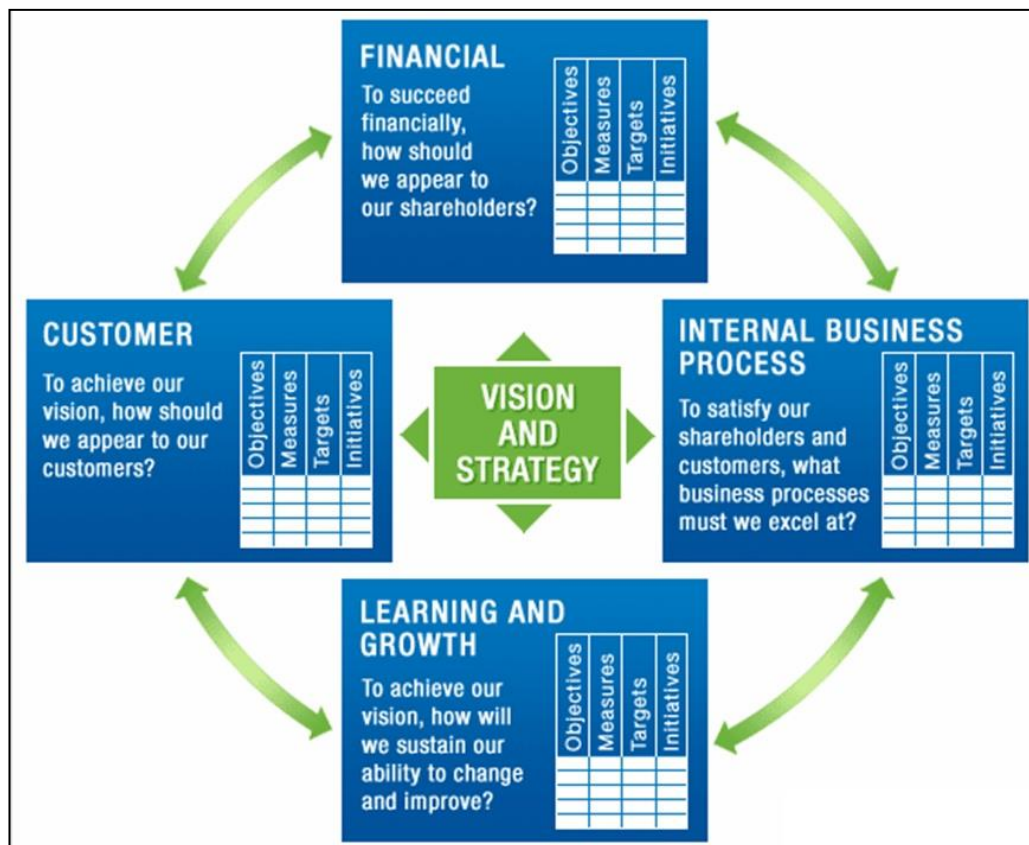 FINANCIAL
To succeed
financially,
how should
we appear to
our shareholders?
Objectives
Measures
Targets
Initiatives
CUSTOMER
To achieve our
vision, how should
we appear to our
customers?
Objectives
Measures
Targets
Initiatives
VISION
AND
STRATEGY
INTERNAL BUSINESS
PROCESS
To satisfy our
shareholders and
customers, what
business processes
must we excel at?
Objectives
Measures
Targets
Initiatives
LEARNING AND
GROWTH
To achieve our
vision, how will
we sustain our
ability to change
and improve?
Objectives
Measures
Targets
Initiatives